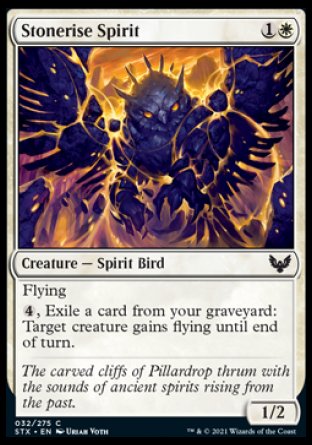 Stonerise Spirit 1
Creature — Spirit Bird
Flying
4, Exile a card from your graveyard:
Target creature gains flying until end
of turn.
The carved cliffs of Pillardrop thrum with
the sounds of ancient spirits rising from
the past.
1/2
032/275 C
STX • EN Uriah Voth
™ & © 2021 Wizards of the Coast